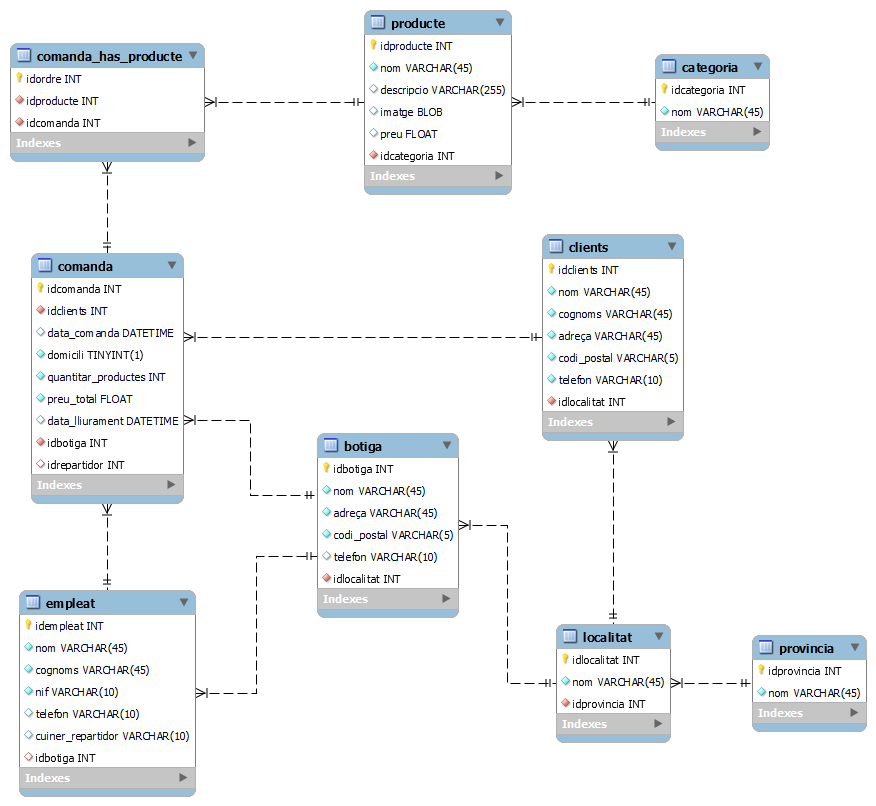 comanda_has_producte
idordre INT
idproducte INT
idcomanda INT
Indexes
producte
idproducte INT
nom VARCHAR(45)
descripcio VARCHAR(255)
imatge BLOB
preu FLOAT
idcategoria INT
Indexes
categoria
idcategoria INT
nom VARCHAR(45)
Indexes
comanda
idcomanda INT
idclients INT
data_comanda DATETIME
domicili TINYINT(1)
quantitar_productes INT
preu_total FLOAT
data_lliurament DATETIME
idbotiga INT
idrepartidor INT
Indexes
clients
idclients INT
nom VARCHAR(45)
cognoms VARCHAR(45)
adreça VARCHAR(45)
codi_postal VARCHAR(5)
telefon VARCHAR(10)
idlocalitat INT
Indexes
botiga
idbotiga INT
nom VARCHAR(45)
adreça VARCHAR(45)
codi_postal VARCHAR(5)
telefon VARCHAR(10)
idlocalitat INT
Indexes
empleat
idempleat INT
nom VARCHAR(45)
cognoms VARCHAR(45)
nif VARCHAR(10)
telefon VARCHAR(10)
cuiner_repartidor VARCHAR(10)
idbotiga INT
Indexes
localitat
idlocalitat INT
nom VARCHAR(45)
idprovincia INT
Indexes
provincia
idprovincia INT
nom VARCHAR(45)
Indexes